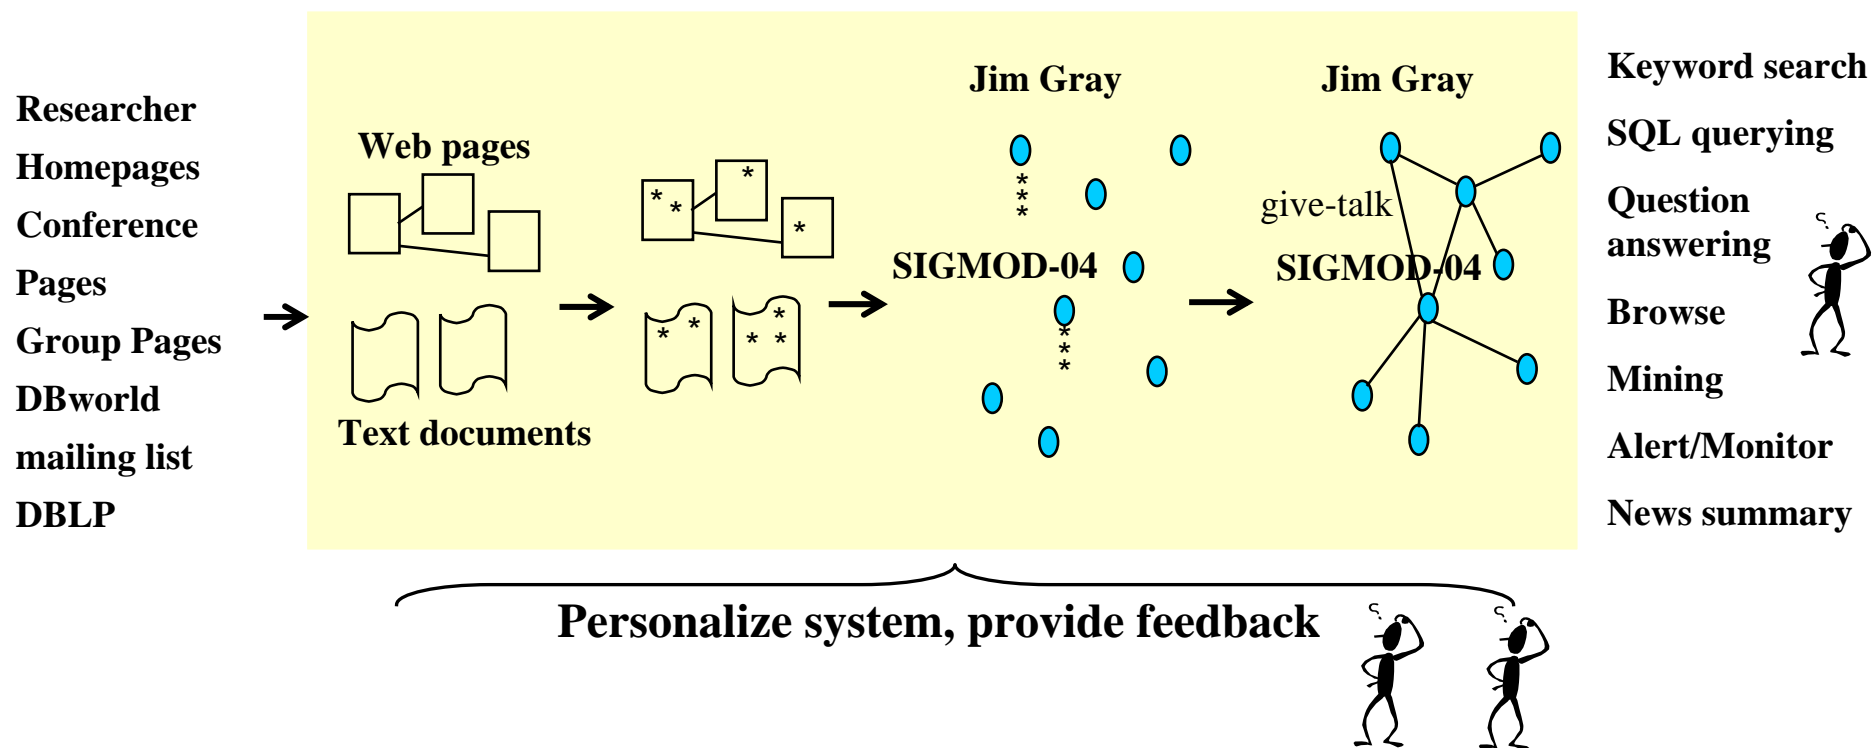 Researcher
Homepages
Conference
Pages
Group Pages
DBworld
mailing list
DBLP
Web pages
Text documents
* * * *
* * * * *
Jim Gray
*
*
*
SIGMOD-04
*
*
*
Jim Gray
give-talk
SIGMOD-04
Keyword search
SQL querying
Question
answering
Browse
Mining
Alert/Monitor
News summary
Personalize system, provide feedback